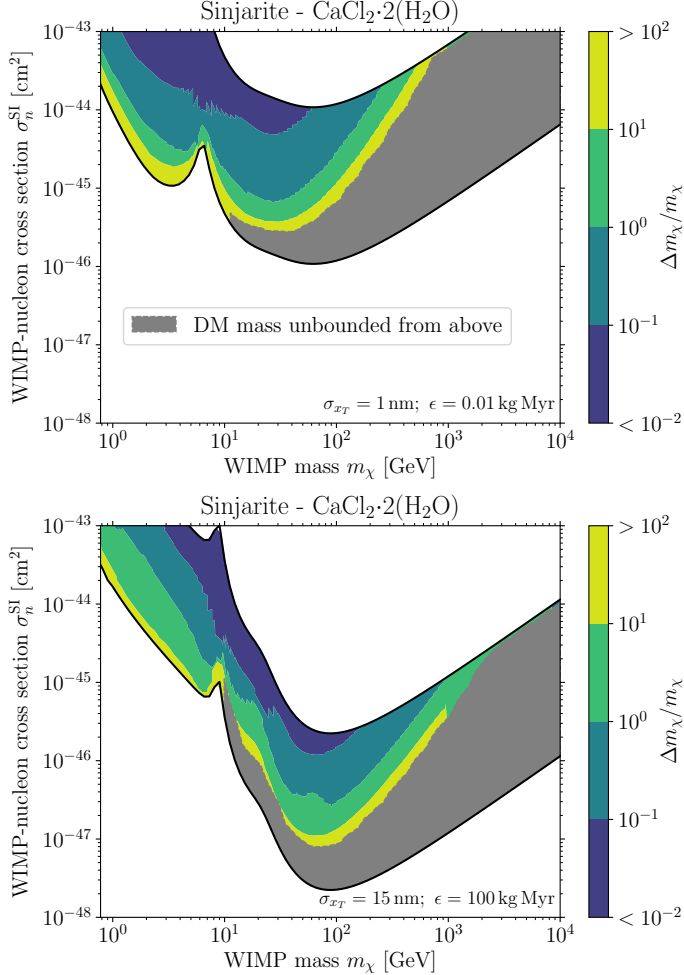 Sinjarite - CaCl₂·2(H₂O)
WIMP-nucleon cross section σₙˢᴵ [cm²]
10⁻⁴³
10⁻⁴⁴
10⁻⁴⁵
10⁻⁴⁶
10⁻⁴⁷
10⁻⁴⁸
DM mass unbounded from above
σ_{x_T} = 1 nm; ϵ = 0.01 kg Myr
10⁰ 10¹ 10² 10³ 10⁴
WIMP mass m_χ [GeV]
> 10²
10¹
10⁰
10⁻¹
< 10⁻²
Δm_χ/m_χ
Sinjarite - CaCl₂·2(H₂O)
WIMP-nucleon cross section σₙˢᴵ [cm²]
10⁻⁴³
10⁻⁴⁴
10⁻⁴⁵
10⁻⁴⁶
10⁻⁴⁷
10⁻⁴⁸
σ_{x_T} = 15 nm; ϵ = 100 kg Myr
10⁰ 10¹ 10² 10³ 10⁴
WIMP mass m_χ [GeV]
> 10²
10¹
10⁰
10⁻¹
< 10⁻²
Δm_χ/m_χ